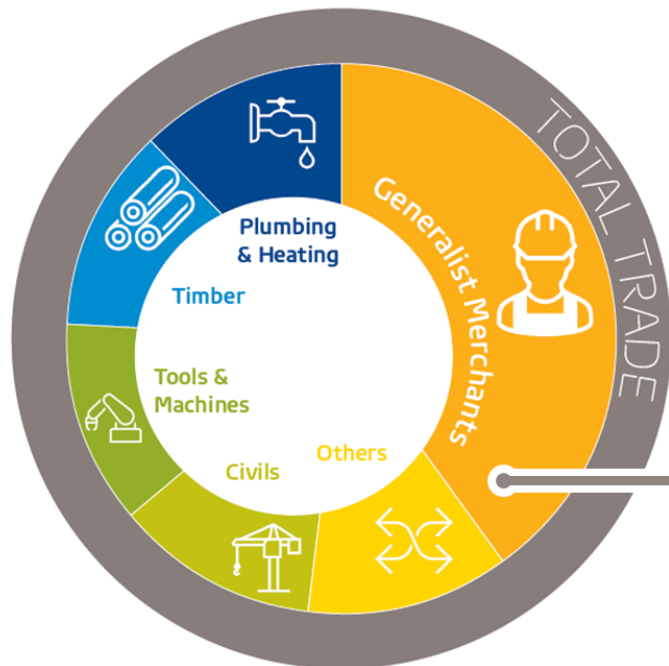 TOTAL TRADE
Generalist Merchants
Plumbing
& Heating
Timber
Tools &
Machines
Civils
Others